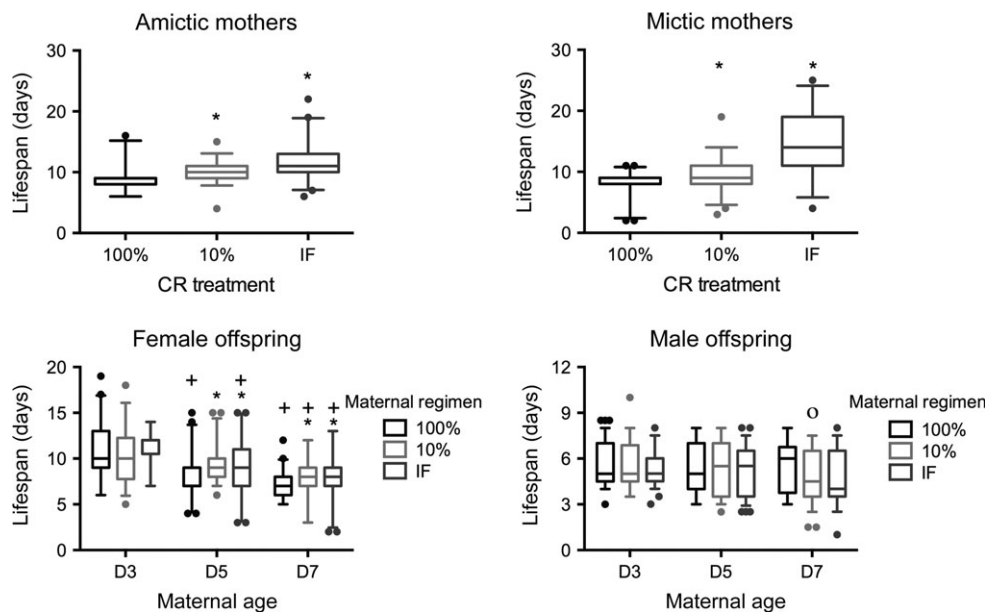 Amictic mothers
30
20
10
0
Lifespan (days)
*
*
100%
10%
IF
CR treatment
Mictic mothers
30
20
10
0
Lifespan (days)
*
*
100%
10%
IF
CR treatment
Female offspring
20
15
10
5
0
Lifespan (days)
+
*
+
*
+
+
*
+
*
D3
D5
D7
Maternal age
Maternal regimen
100%
10%
IF
Male offspring
12
9
6
3
0
Lifespan (days)
o
D3
D5
D7
Maternal age
Maternal regimen
100%
10%
IF